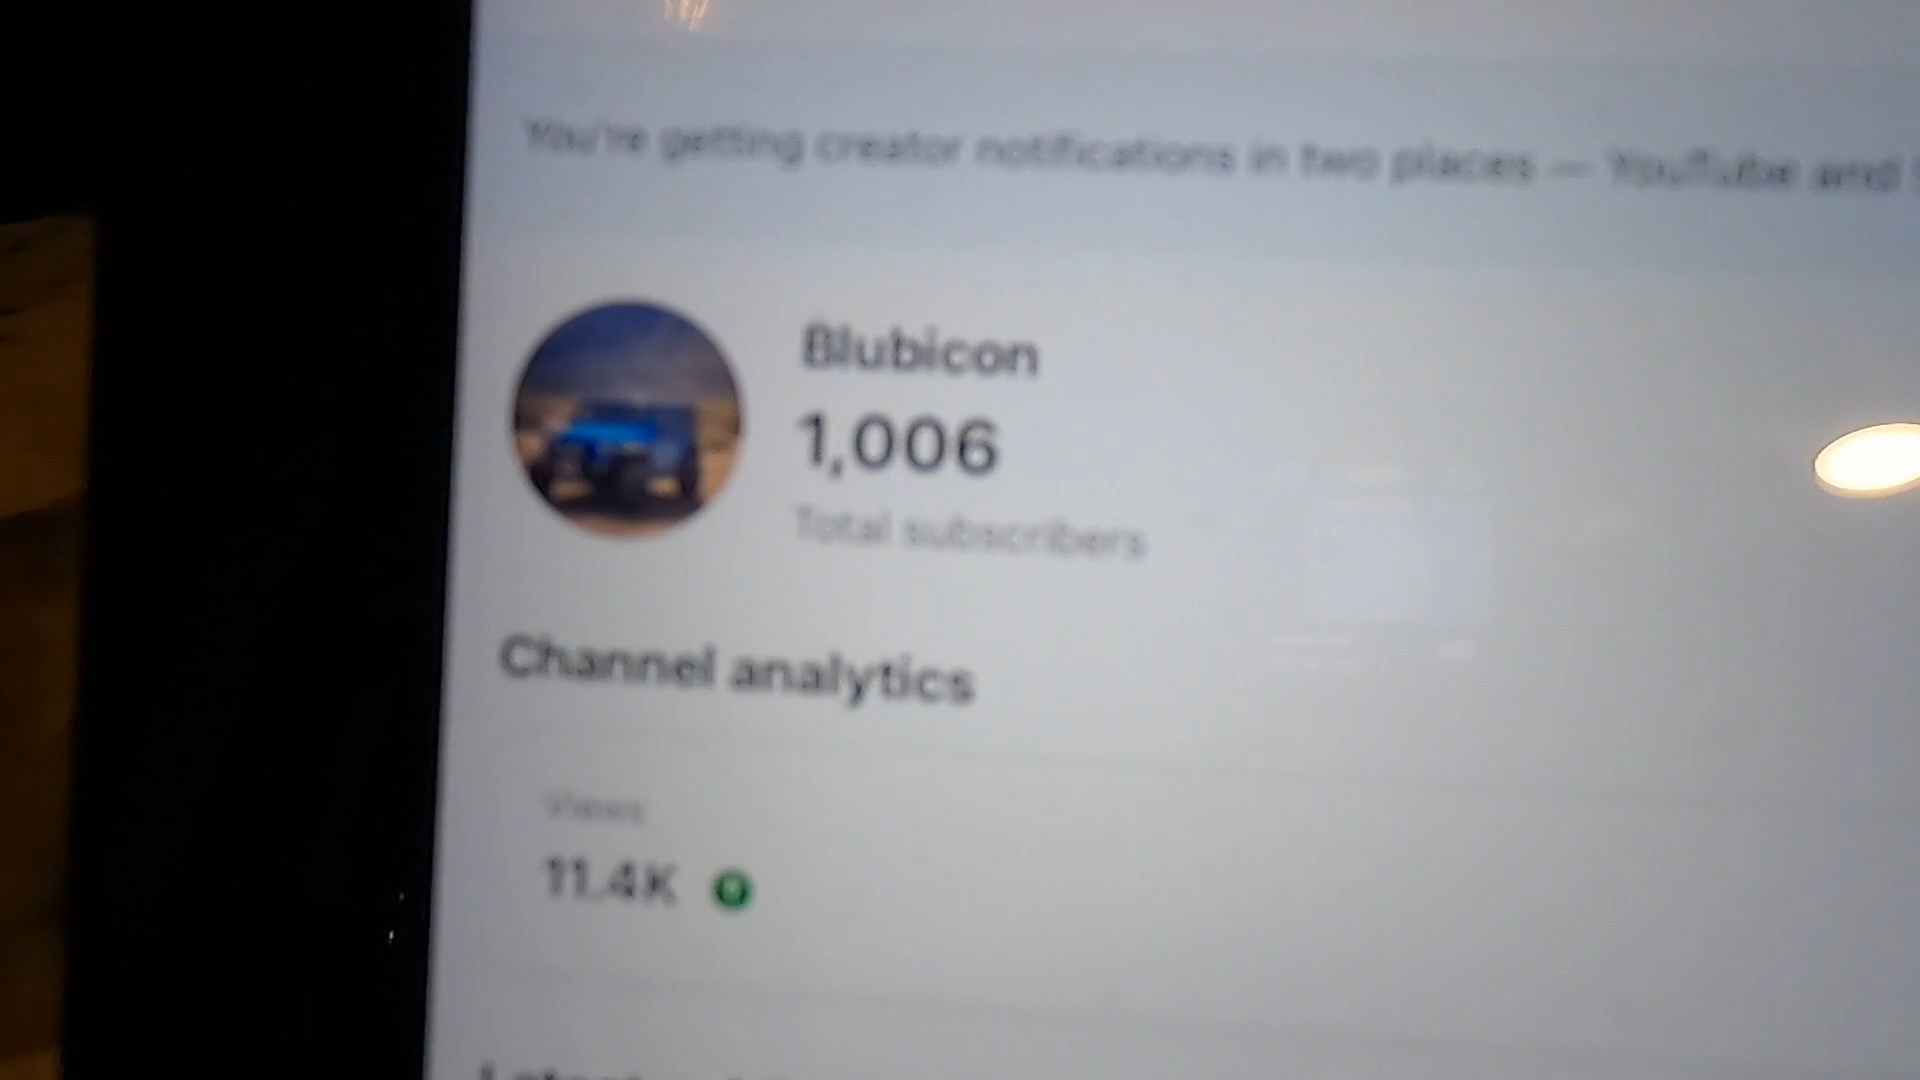 You're getting creator notifications in two places — YouTube and
Blubicon
1,006
Total subscribers
Channel analytics
Views
11.4K